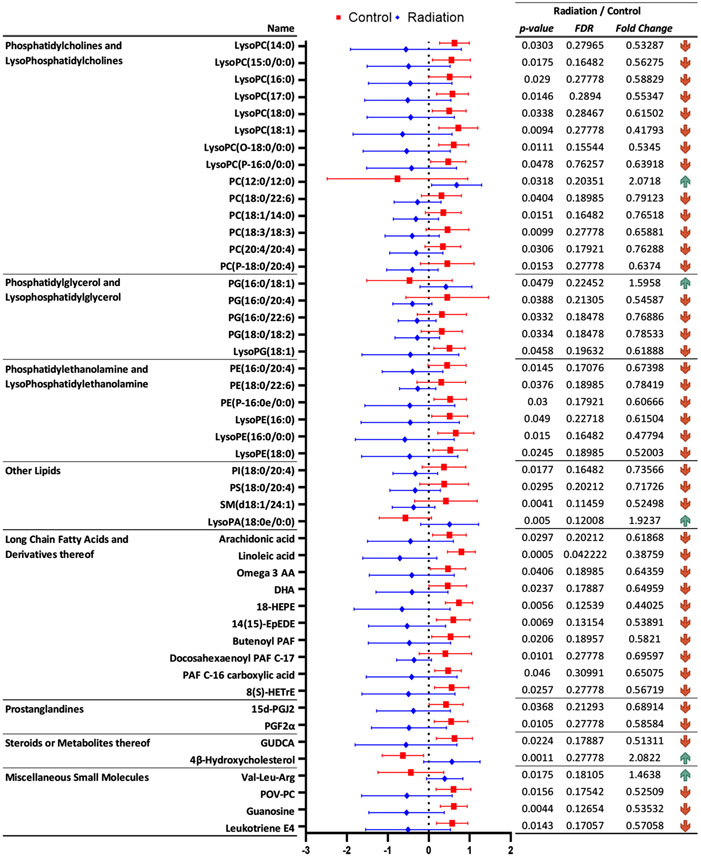 Control Radiation
Radiation / Control
Name p-value FDR Fold Change
Phosphatidylcholines and LysoPC(14:0) 0.0303 0.27965 0.53287
LysoPhosphatidylcholines LysoPC(15:0/0:0) 0.0175 0.16482 0.56275
LysoPC(16:0) 0.029 0.27778 0.58829
LysoPC(17:0) 0.0146 0.2894 0.55347
LysoPC(18:0) 0.0338 0.28467 0.61502
LysoPC(18:1) 0.0094 0.27778 0.41793
LysoPC(O-18:0/0:0) 0.0111 0.15544 0.5345
LysoPC(P-16:0/0:0) 0.0478 0.76257 0.63918
PC(12:0/12:0) 0.0318 0.20351 2.0718
PC(18:0/22:6) 0.0404 0.18985 0.79123
PC(18:1/14:0) 0.0151 0.16482 0.76518
PC(18:3/18:3) 0.0099 0.27778 0.65881
PC(20:4/20:4) 0.0306 0.17921 0.76288
PC(P-18:0/20:4) 0.0153 0.27778 0.6374
Phosphatidylglycerol and PG(16:0/18:1) 0.0479 0.22452 1.5958
Lysophosphatidylglycerol PG(16:0/20:4) 0.0388 0.21305 0.54587
PG(16:0/22:6) 0.0332 0.18478 0.76886
PG(18:0/18:2) 0.0334 0.18478 0.78533
LysoPG(18:1) 0.0458 0.19632 0.61888
Phosphatidylethanolamine and PE(16:0/20:4) 0.0145 0.17076 0.67398
LysoPhosphatidylethanolamine PE(18:0/22:6) 0.0376 0.18985 0.78419
PE(P-16:0e/0:0) 0.03 0.17921 0.60666
LysoPE(16:0) 0.049 0.22718 0.61504
LysoPE(16:0/0:0) 0.015 0.16482 0.47794
LysoPE(18:0) 0.0245 0.18985 0.52003
Other Lipids PI(18:0/20:4) 0.0177 0.16482 0.73566
PS(18:0/20:4) 0.0295 0.20212 0.71726
SM(d18:1/24:1) 0.0041 0.11459 0.52498
LysoPA(18:0e/0:0) 0.005 0.12008 1.9237
Long Chain Fatty Acids and Arachidonic acid 0.0297 0.20212 0.61868
Derivatives thereof Linoleic acid 0.0005 0.042222 0.38759
Omega 3 AA 0.0406 0.18985 0.64359
DHA 0.0237 0.17887 0.64959
18-HEPE 0.0056 0.12539 0.44025
14(15)-EpEDE 0.0069 0.13154 0.53891
Butenoyl PAF 0.0206 0.18957 0.5821
Docosahexaenoyl PAF C-17 0.0101 0.27778 0.69597
PAF C-16 carboxylic acid 0.046 0.30991 0.65075
8(S)-HETrE 0.0257 0.27778 0.56719
Prostanglandines 15d-PGJ2 0.0368 0.21293 0.68914
PGF2α 0.0105 0.27778 0.58584
Steroids or Metabolites thereof GUDCA 0.0224 0.17887 0.51311
4β-Hydroxycholesterol 0.0011 0.27778 2.0822
Miscellaneous Small Molecules Val-Leu-Arg 0.0175 0.18105 1.4638
POV-PC 0.0156 0.17542 0.52509
Guanosine 0.0044 0.12654 0.53532
Leukotriene E4 0.0143 0.17057 0.57058
-3 -2 -1 0 1 2